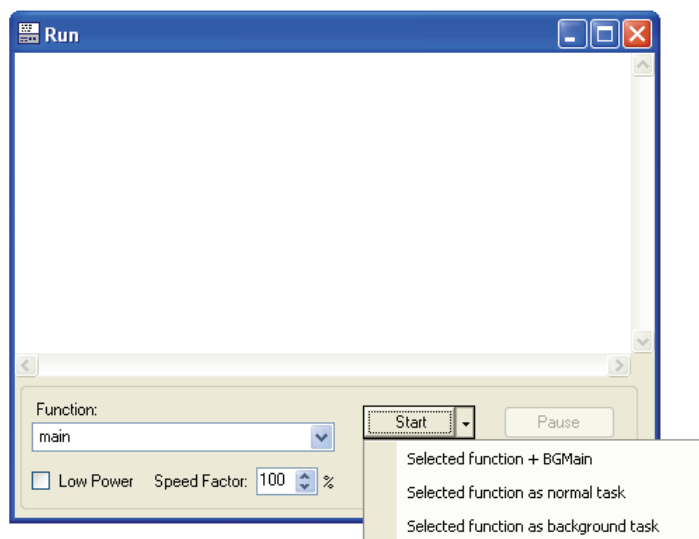 Run
Function:
main
Start
Pause
Low Power
Speed Factor:
100
%
Selected function + BGMain
Selected function as normal task
Selected function as background task